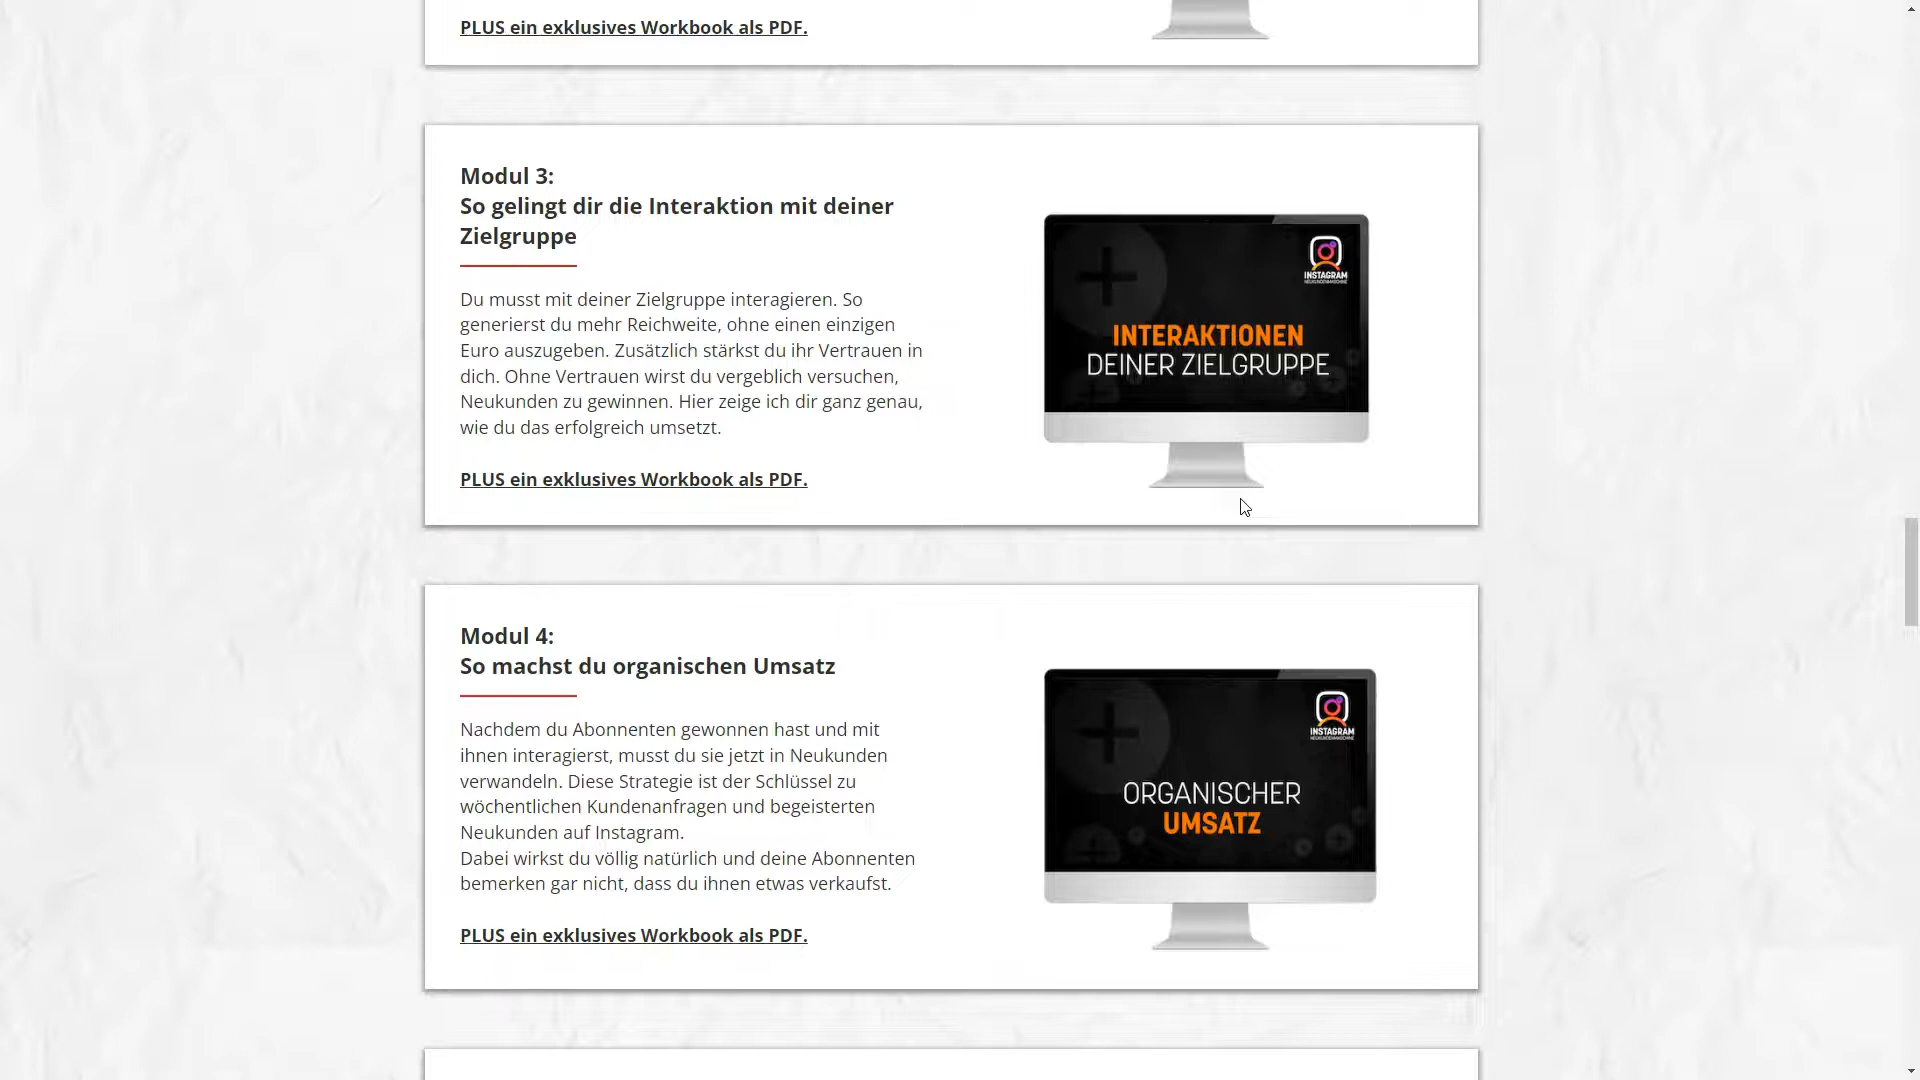 PLUS ein exklusives Workbook als PDF.
Modul 3:
So gelingt dir die Interaktion mit deiner
Zielgruppe
Du musst mit deiner Zielgruppe interagieren. So
generierst du mehr Reichweite, ohne einen einzigen
Euro auszugeben. Zusätzlich stärkst du ihr Vertrauen in
dich. Ohne Vertrauen wirst du vergeblich versuchen,
Neukunden zu gewinnen. Hier zeige ich dir ganz genau,
wie du das erfolgreich umsetzt.
PLUS ein exklusives Workbook als PDF.
INSTAGRAM
NEUKUNDENMASCHINE
INTERAKTIONEN
DEINER ZIELGRUPPE
Modul 4:
So machst du organischen Umsatz
Nachdem du Abonnenten gewonnen hast und mit
ihnen interagierst, musst du sie jetzt in Neukunden
verwandeln. Diese Strategie ist der Schlüssel zu
wöchentlichen Kundenanfragen und begeisterten
Neukunden auf Instagram.
Dabei wirkst du völlig natürlich und deine Abonnenten
bemerken gar nicht, dass du ihnen etwas verkaufst.
PLUS ein exklusives Workbook als PDF.
INSTAGRAM
NEUKUNDENMASCHINE
ORGANISCHER
UMSATZ